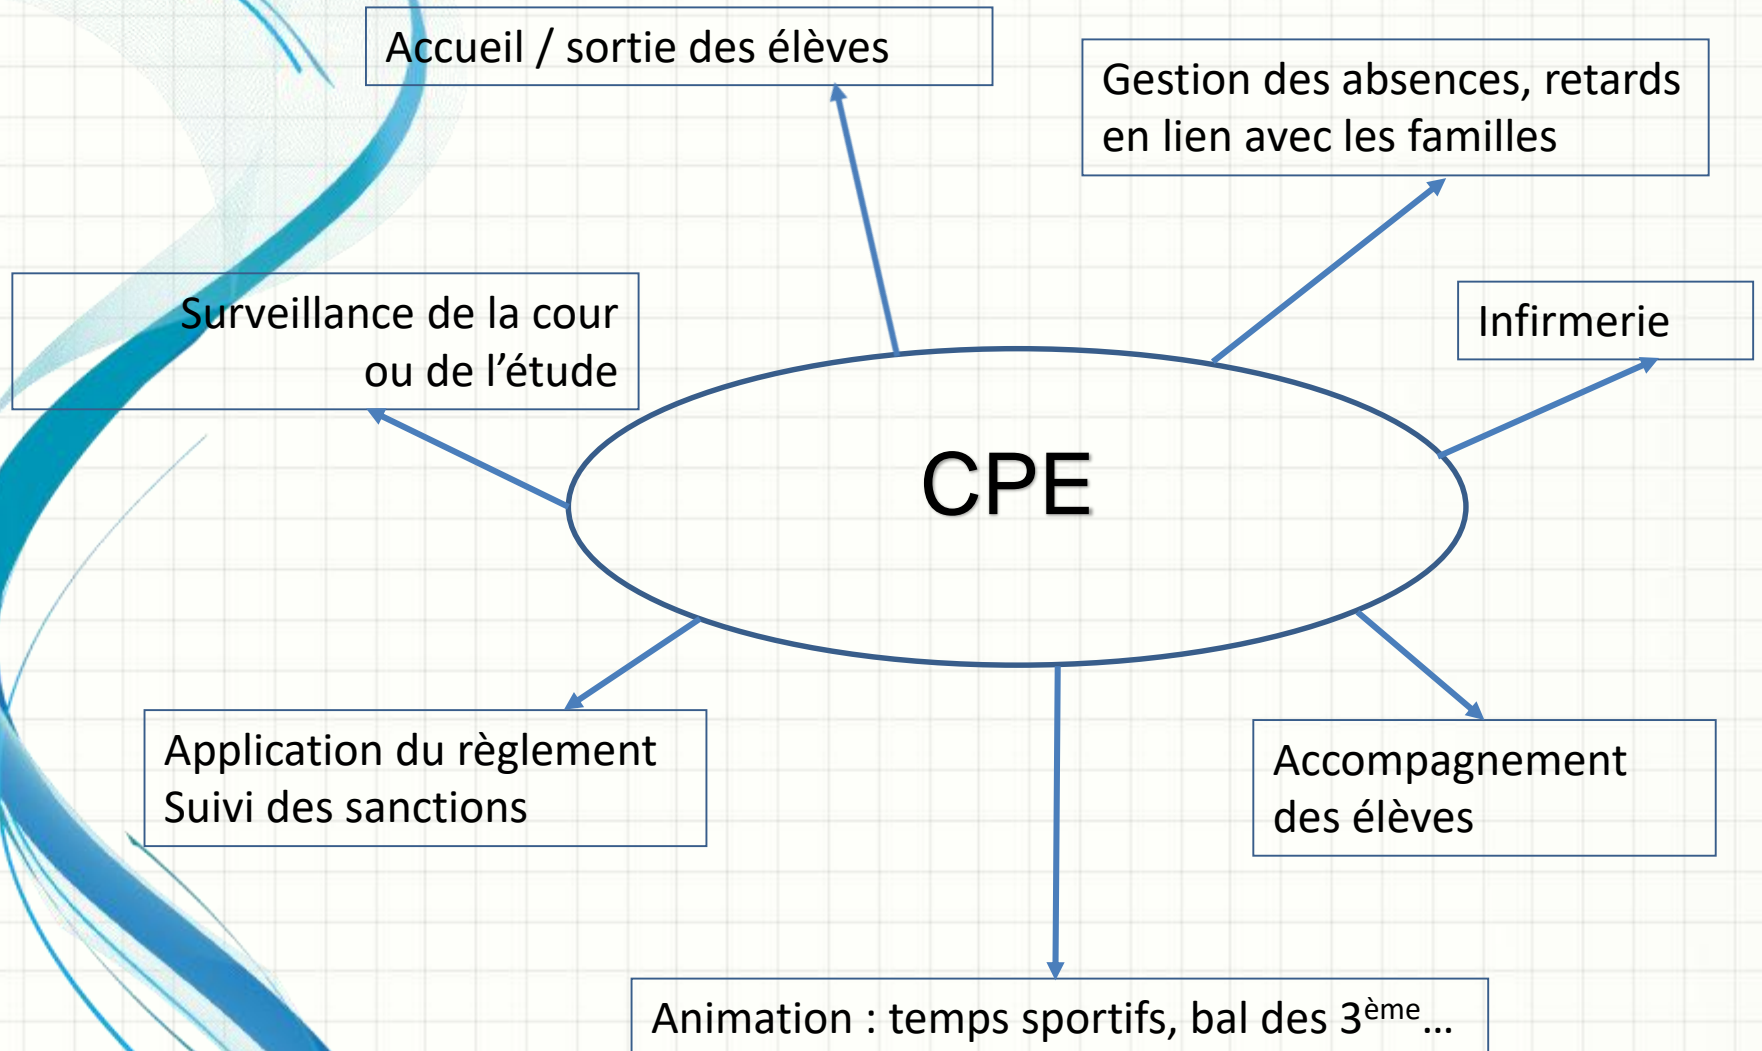 Accueil / sortie des élèves
Gestion des absences, retards
en lien avec les familles
Surveillance de la cour
ou de l’étude
Infirmerie
CPE
Application du règlement
Suivi des sanctions
Accompagnement
des élèves
Animation : temps sportifs, bal des 3ème…